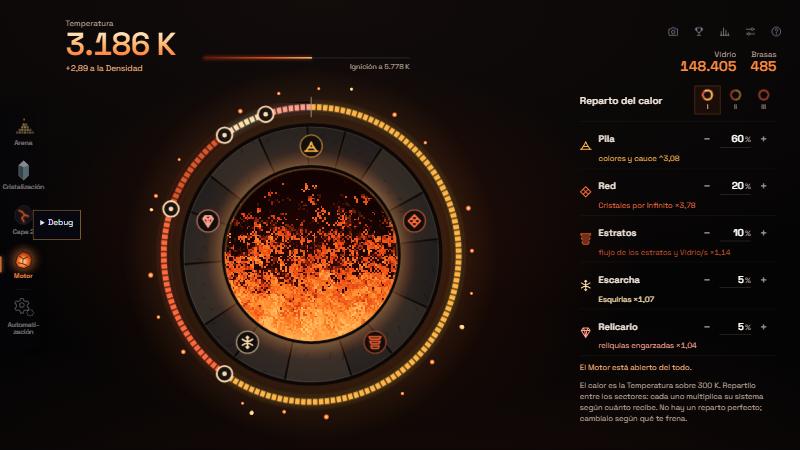 Temperatura
3.186 K
+2,89 a la Densidad
Ignición a 5.778 K
Vidrio
148.405
Brasas
485
Reparto del calor
I
II
III
Arena
Cristalización
Capa
Debug
Motor
Automati-
zación
Pila
− 60% +
colores y cauce ^3,08
Red
− 20% +
Cristales por Infinito ×3,78
Estratos
− 10% +
flujo de los estratos y Vidrio/s ×1,14
Escarcha
− 5% +
Esquirlas ×1,07
Relicario
− 5% +
reliquias engarzadas ×1,04
El Motor está abierto del todo.
El calor es la Temperatura sobre 300 K. Repartilo
entre los sectores: cada uno multiplica su sistema
según cuánto recibe. No hay un reparto perfecto;
cambialo según qué te frena.